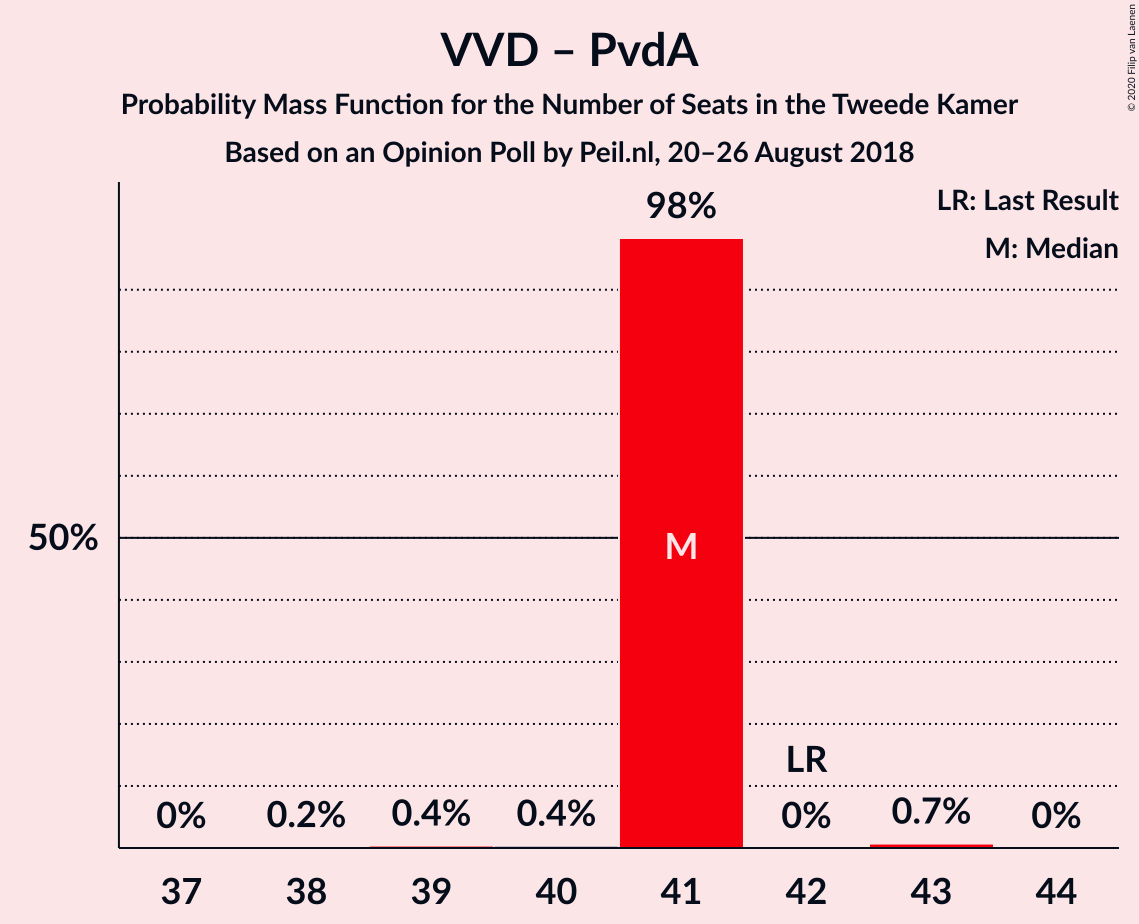 VVD – PvdA
Probability Mass Function for the Number of Seats in the Tweede Kamer
Based on an Opinion Poll by Peil.nl, 20–26 August 2018
© 2020 Filip van Laenen
LR: Last Result
M: Median
98%
50%
M
LR
0% 0.2% 0.4% 0.4% 0% 0.7% 0%
37 38 39 40 41 42 43 44